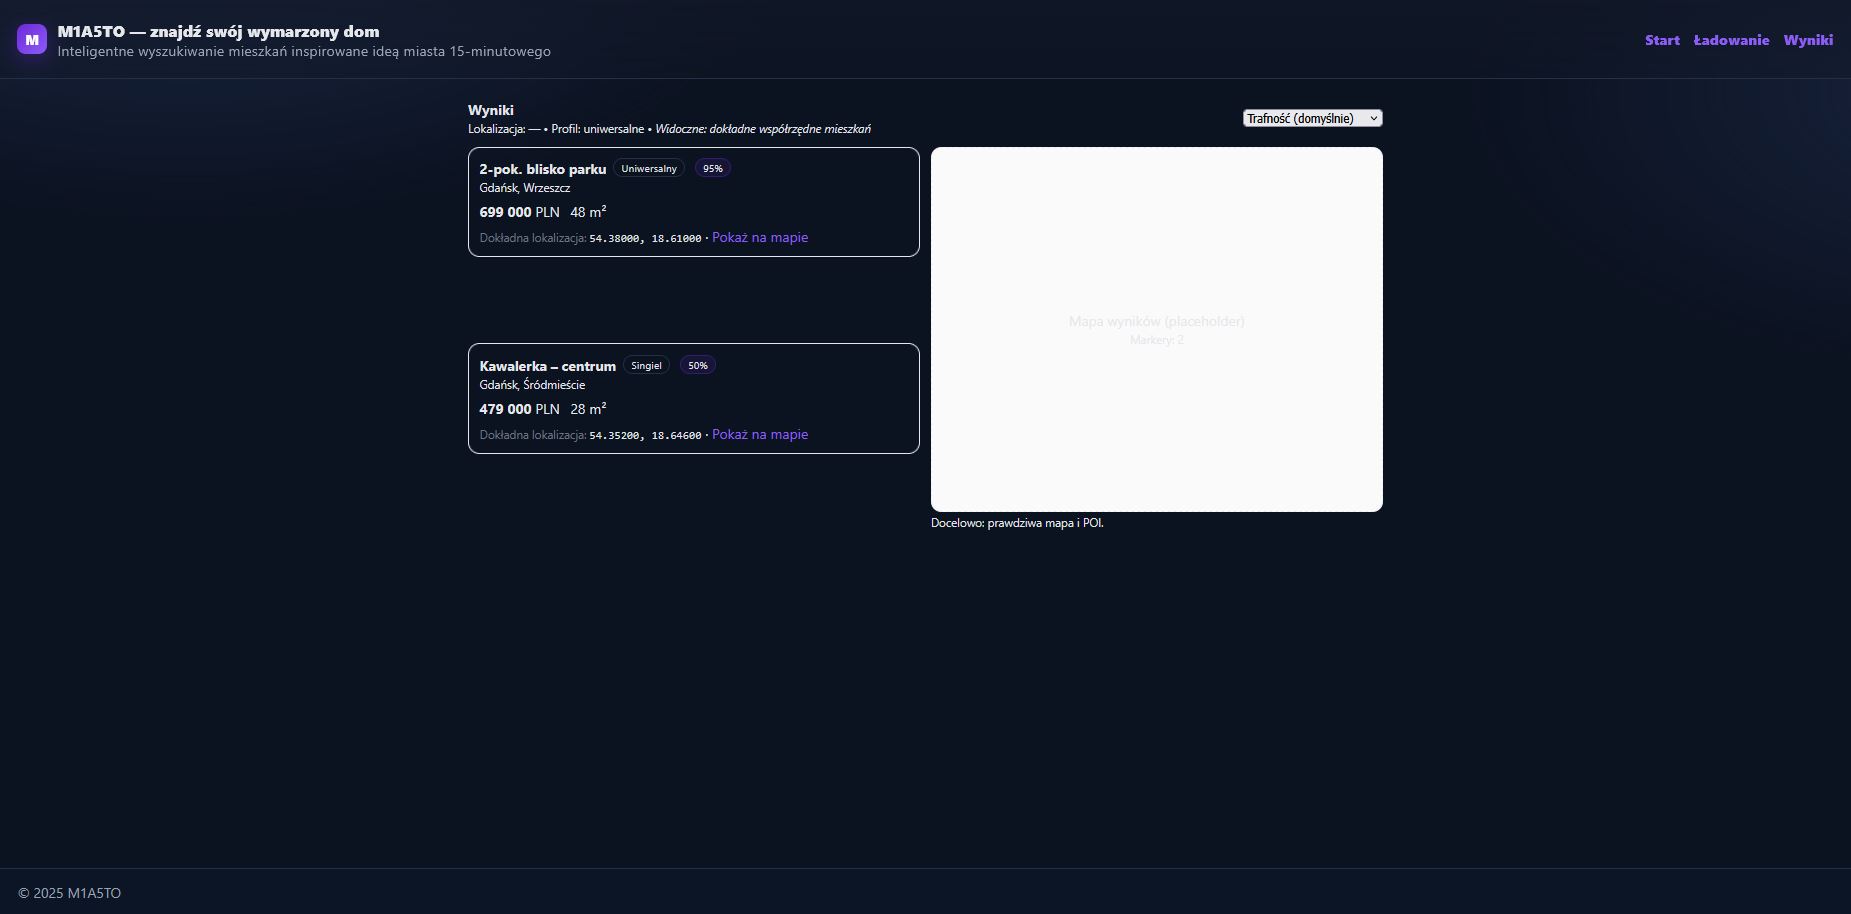 M
M1A5TO — znajdź swój wymarzony dom
Inteligentne wyszukiwanie mieszkań inspirowane ideą miasta 15-minutowego
Start Ładowanie Wyniki
Wyniki
Lokalizacja: — • Profil: uniwersalne • Widoczne: dokładne współrzędne mieszkań
Trafność (domyślnie)
2-pok. blisko parku Uniwersalny 95%
Gdańsk, Wrzeszcz
699 000 PLN 48 m²
Dokładna lokalizacja: 54.38000, 18.61000 · Pokaż na mapie
Kawalerka – centrum Singiel 50%
Gdańsk, Śródmieście
479 000 PLN 28 m²
Dokładna lokalizacja: 54.35200, 18.64600 · Pokaż na mapie
Mapa wyników (placeholder)
Markery: 2
Docelowo: prawdziwa mapa i POI.
© 2025 M1A5TO